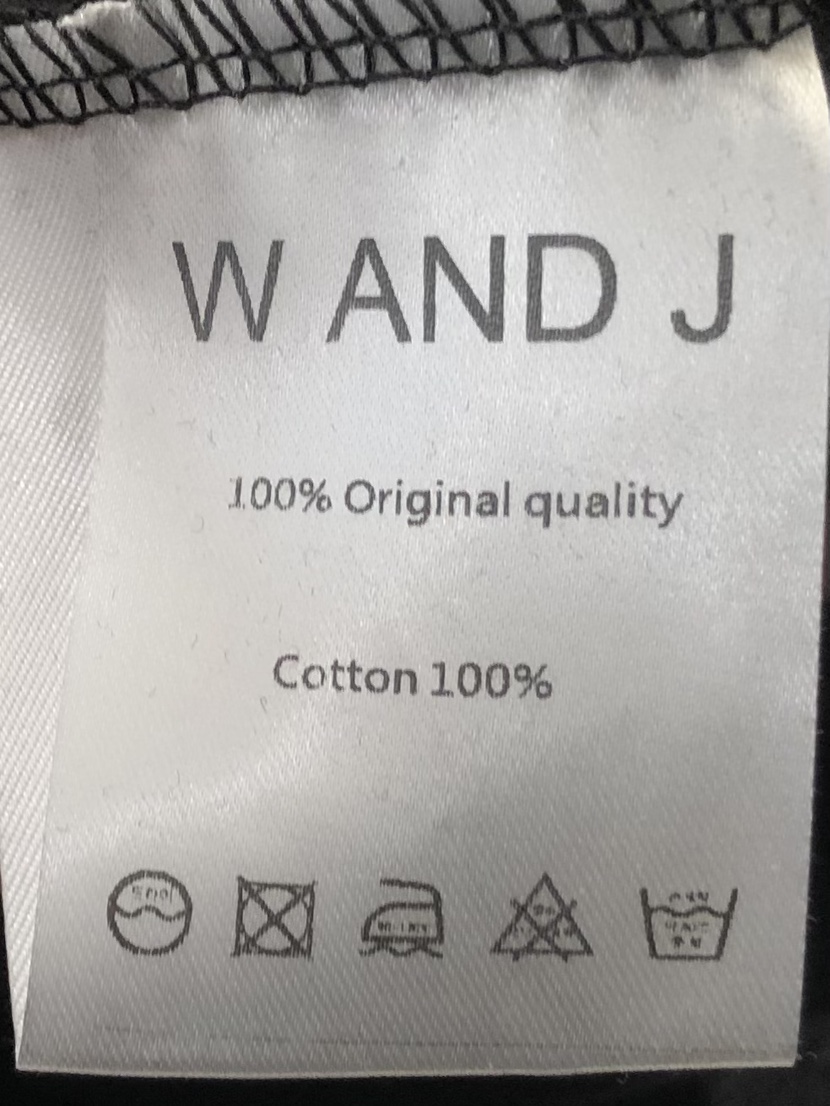 W AND J
100% Original quality
Cotton 100%